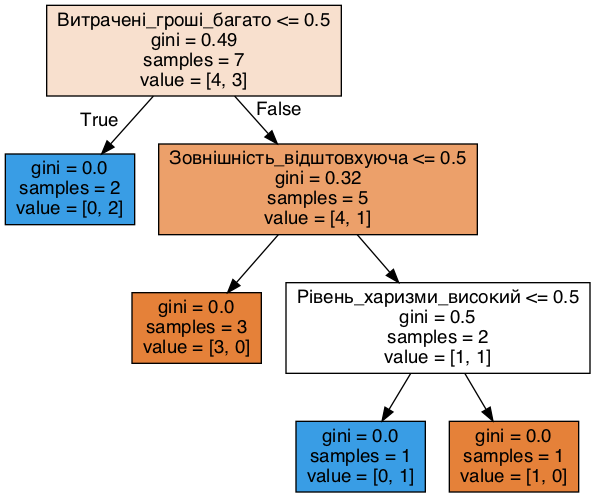 Витрачені_гроші_багато <= 0.5
gini = 0.49
samples = 7
value = [4, 3]
True
False
gini = 0.0
samples = 2
value = [0, 2]
Зовнішність_відштовхуюча <= 0.5
gini = 0.32
samples = 5
value = [4, 1]
gini = 0.0
samples = 3
value = [3, 0]
Рівень_харизми_високий <= 0.5
gini = 0.5
samples = 2
value = [1, 1]
gini = 0.0
samples = 1
value = [0, 1]
gini = 0.0
samples = 1
value = [1, 0]